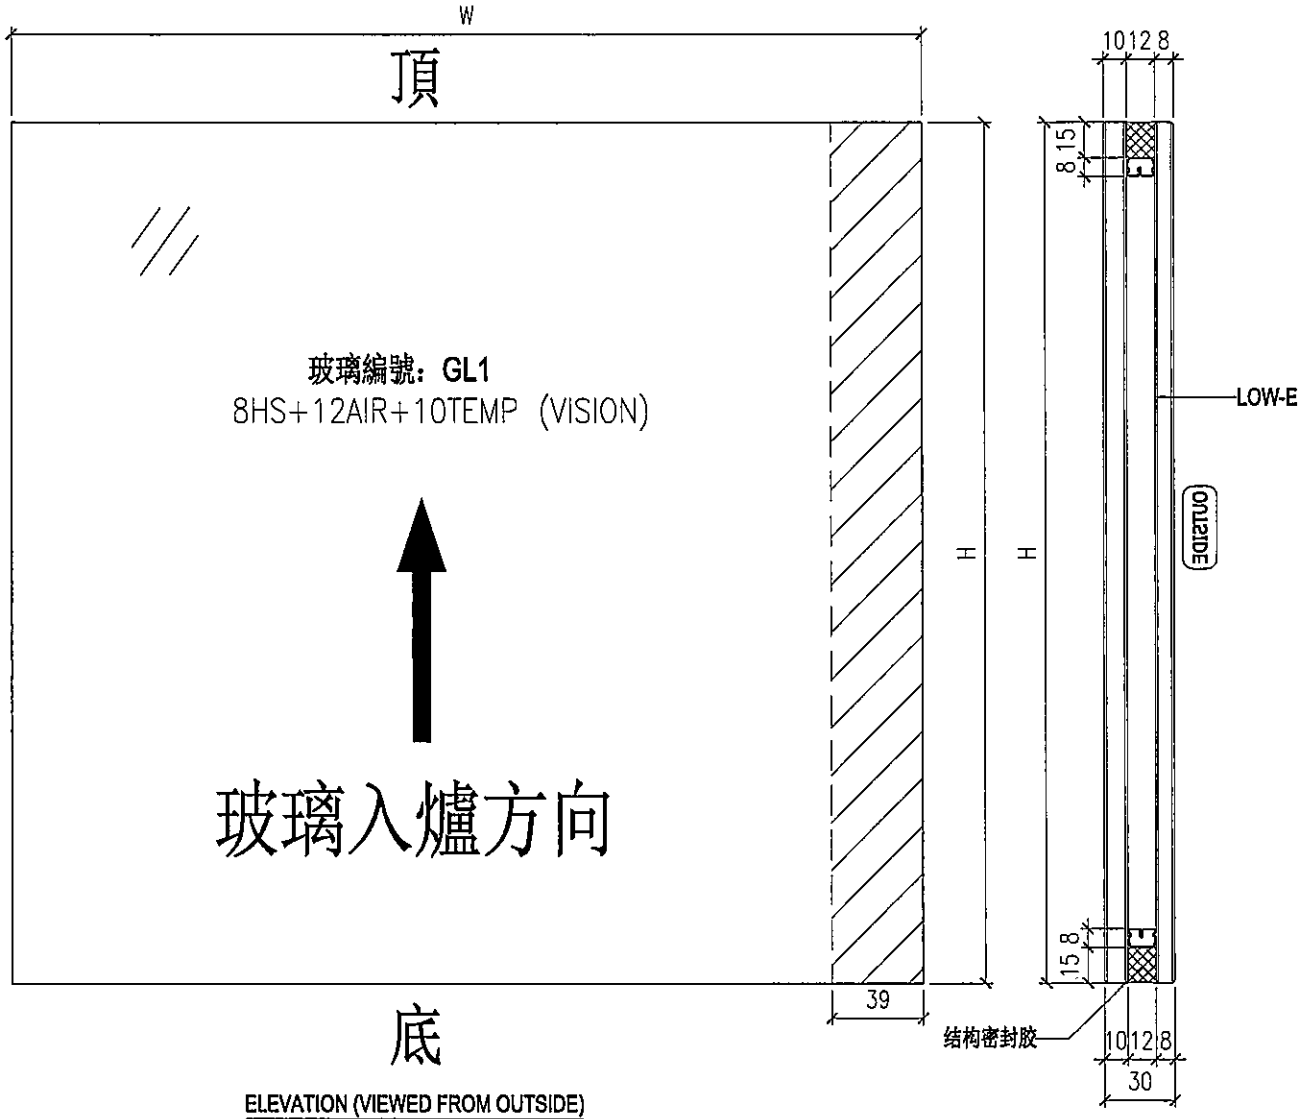 W
頂
10 12 8
15
8
玻璃編號：GL1
8HS+12AIR+10TEMP (VISION)
LOW-E
OUTSIDE
H
H
玻璃入爐方向
8
15
39
底
结构密封胶
10 12 8
30
ELEVATION (VIEWED FROM OUTSIDE)